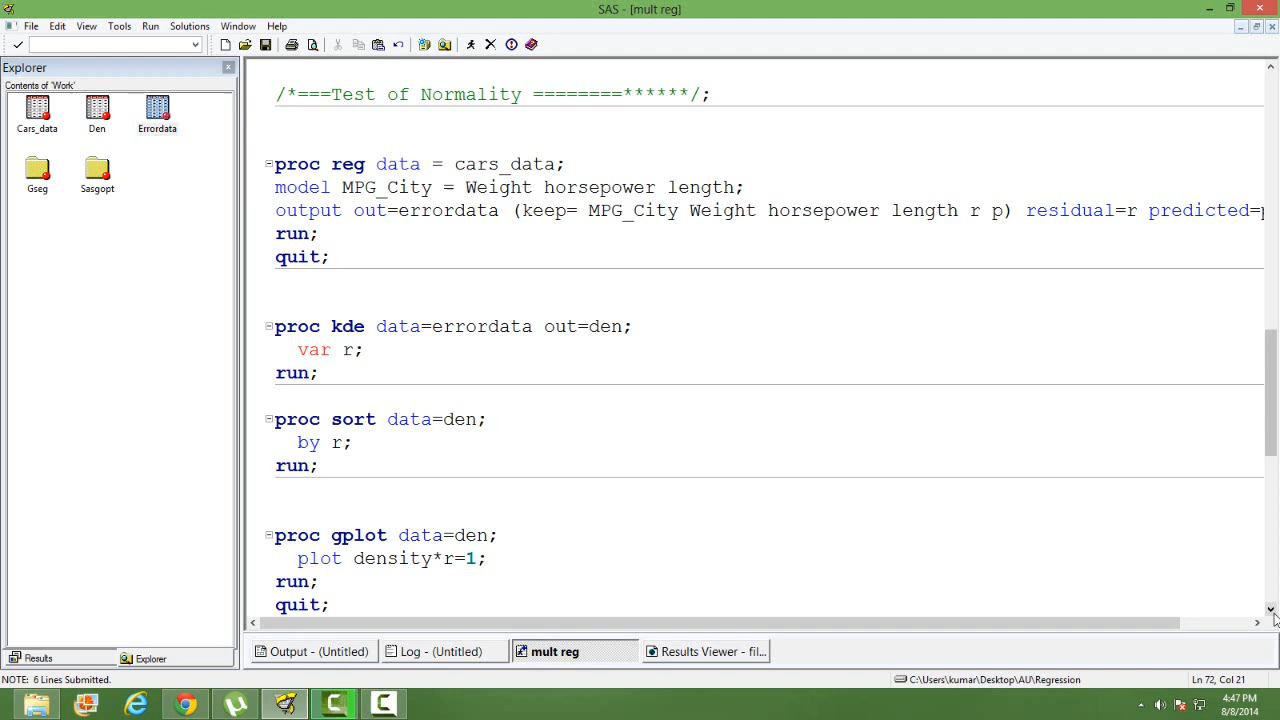 SAS - [mult reg]
File Edit View Tools Run Solutions Window Help
Explorer
Contents of 'Work'
Cars_data Den Errordata
Gseg Sasgopt
/*===Test of Normality ========******/;
proc reg data = cars_data;
model MPG_City = Weight horsepower length;
output out=errordata (keep= MPG_City Weight horsepower length r p) residual=r predicted=p
run;
quit;
proc kde data=errordata out=den;
var r;
run;
proc sort data=den;
by r;
run;
proc gplot data=den;
plot density*r=1;
run;
quit;
Output - (Untitled) Log - (Untitled) mult reg Results Viewer - fil...
Results Explorer
NOTE: 6 Lines Submitted. C:\Users\kumar\Desktop\AU\Regression Ln 72, Col 21
4:47 PM
8/8/2014